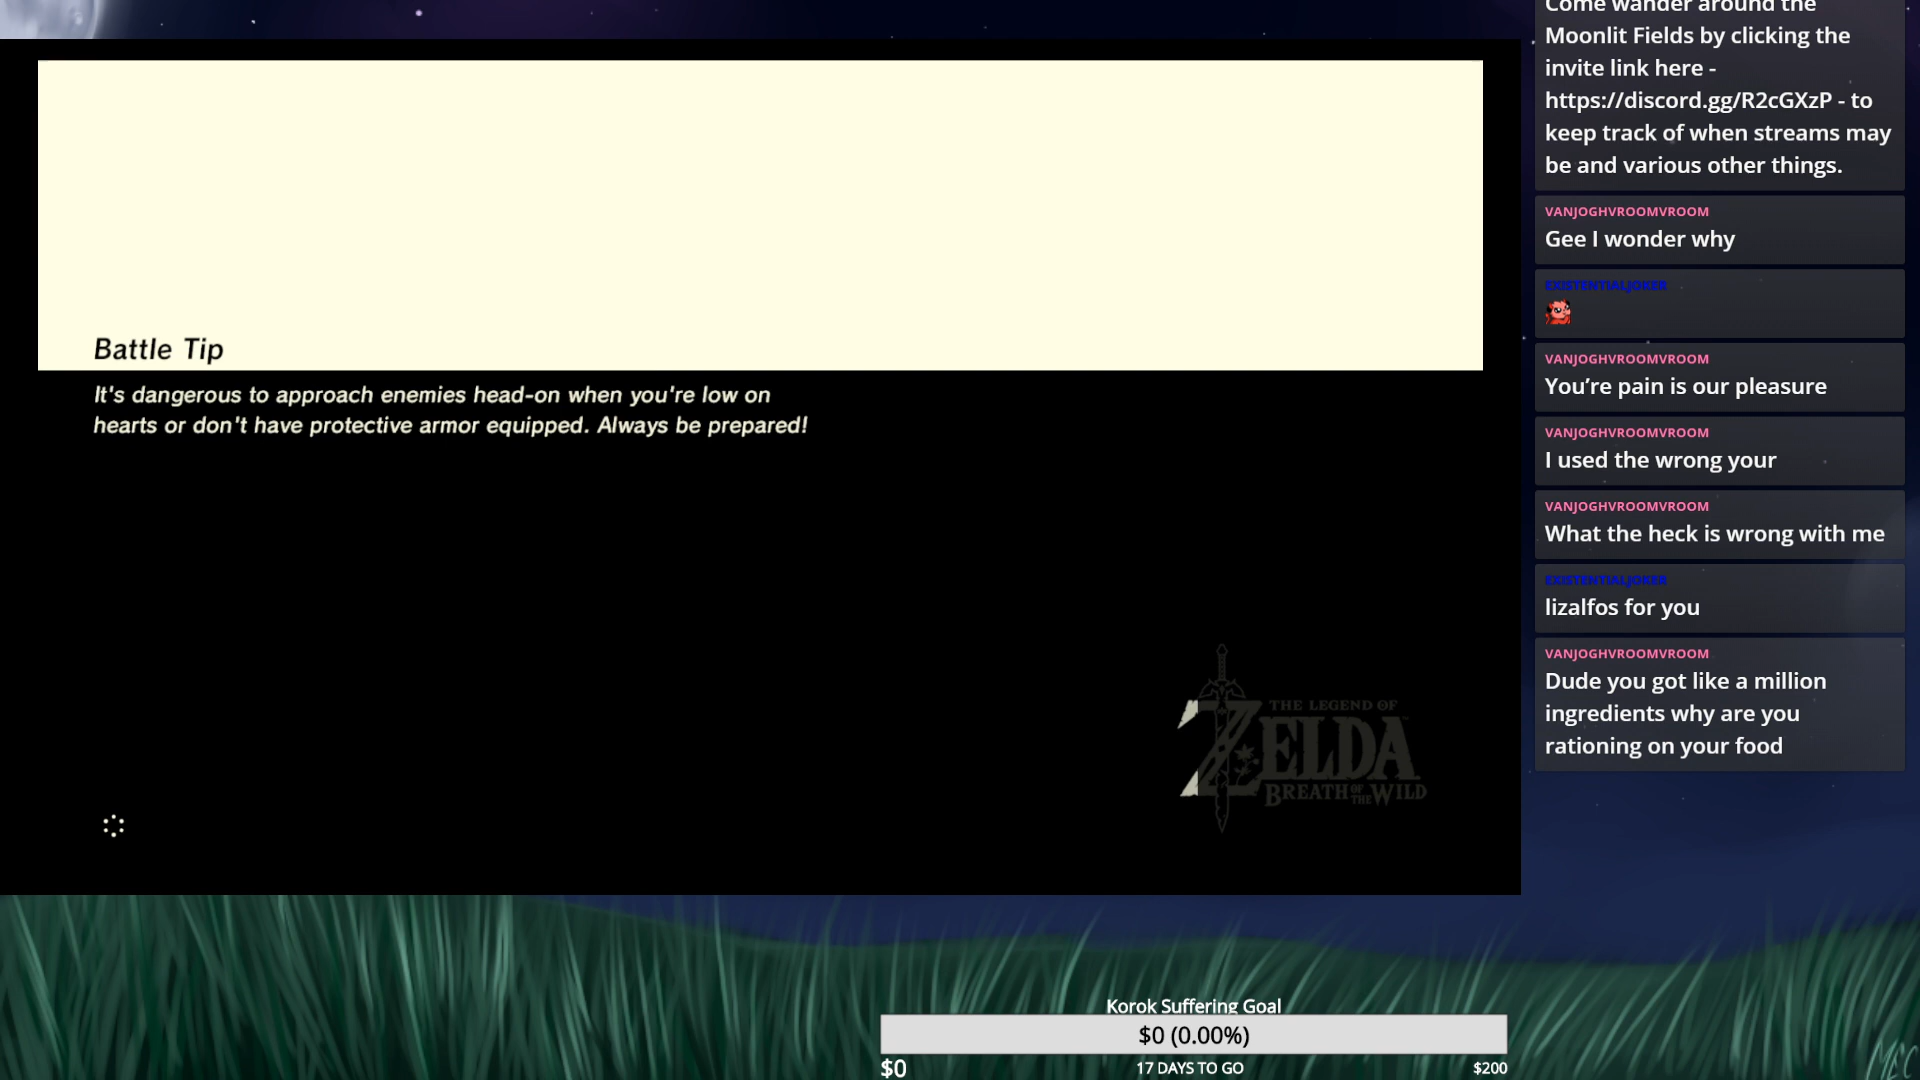 Battle Tip
It's dangerous to approach enemies head-on when you're low on
hearts or don't have protective armor equipped. Always be prepared!
THE LEGEND OF
ZELDA
BREATH OF THE WILD
Come wander around the
Moonlit Fields by clicking the
invite link here -
https://discord.gg/R2cGXzP - to
keep track of when streams may
be and various other things.
VANJOGHVROOMVROOM
Gee I wonder why
EXISTENTIALJOKER
VANJOGHVROOMVROOM
You’re pain is our pleasure
VANJOGHVROOMVROOM
I used the wrong your
VANJOGHVROOMVROOM
What the heck is wrong with me
EXISTENTIALJOKER
lizalfos for you
VANJOGHVROOMVROOM
Dude you got like a million
ingredients why are you
rationing on your food
Korok Suffering Goal
$0 (0.00%)
$0
17 DAYS TO GO
$200